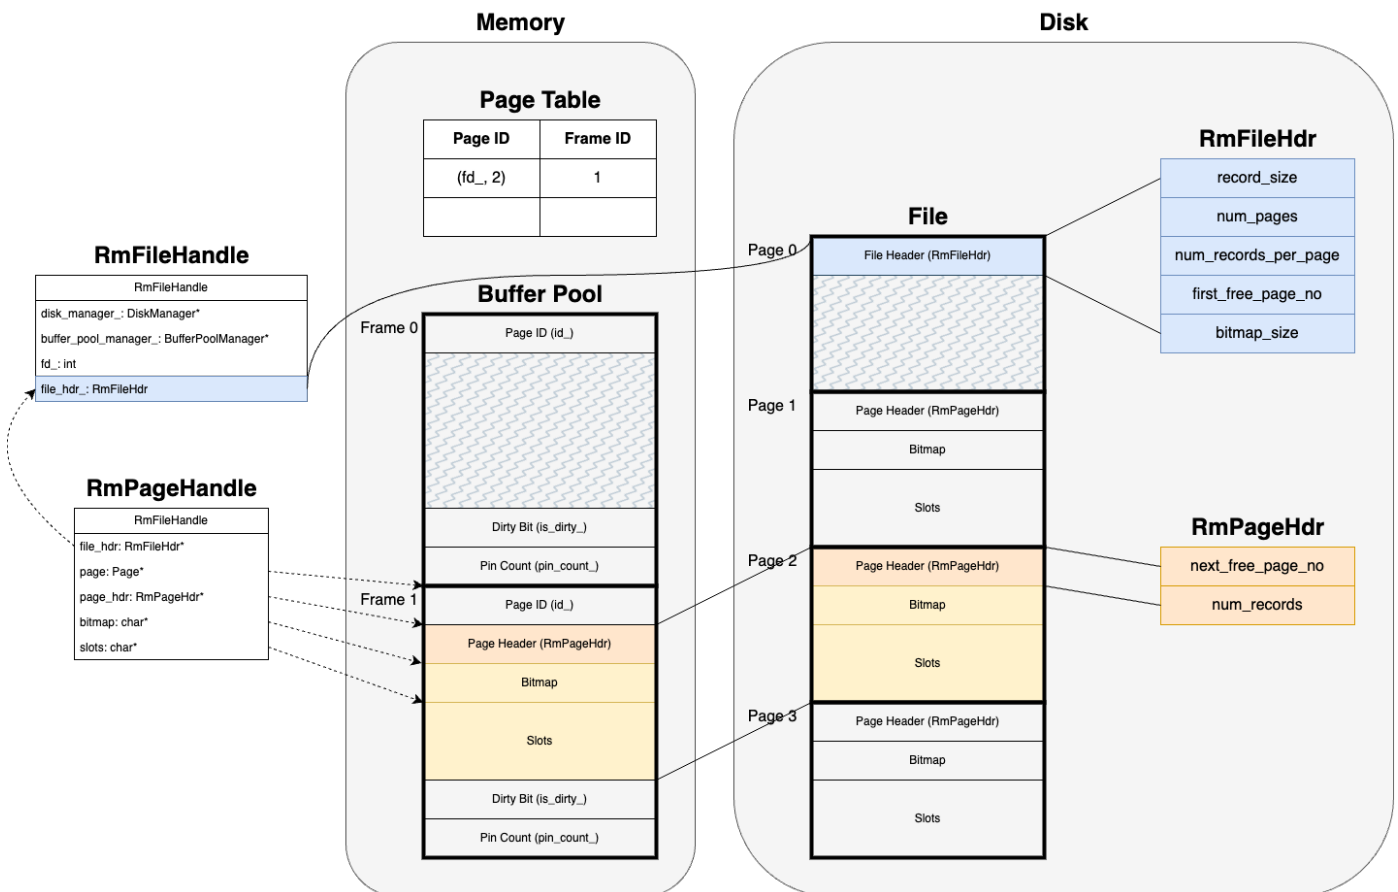 Memory
Disk
Page Table
Page ID Frame ID
(fd_, 2) 1
RmFileHandle
RmFileHandle
disk_manager_: DiskManager*
buffer_pool_manager_: BufferPoolManager*
fd_: int
file_hdr_: RmFileHdr
RmPageHandle
RmFileHandle
file_hdr: RmFileHdr*
page: Page*
page_hdr: RmPageHdr*
bitmap: char*
slots: char*
Buffer Pool
Frame 0
Page ID (id_)
Dirty Bit (is_dirty_)
Pin Count (pin_count_)
Frame 1
Page ID (id_)
Page Header (RmPageHdr)
Bitmap
Slots
Dirty Bit (is_dirty_)
Pin Count (pin_count_)
File
Page 0
File Header (RmFileHdr)
Page 1
Page Header (RmPageHdr)
Bitmap
Slots
Page 2
Page Header (RmPageHdr)
Bitmap
Slots
Page 3
Page Header (RmPageHdr)
Bitmap
Slots
RmFileHdr
record_size
num_pages
num_records_per_page
first_free_page_no
bitmap_size
RmPageHdr
next_free_page_no
num_records